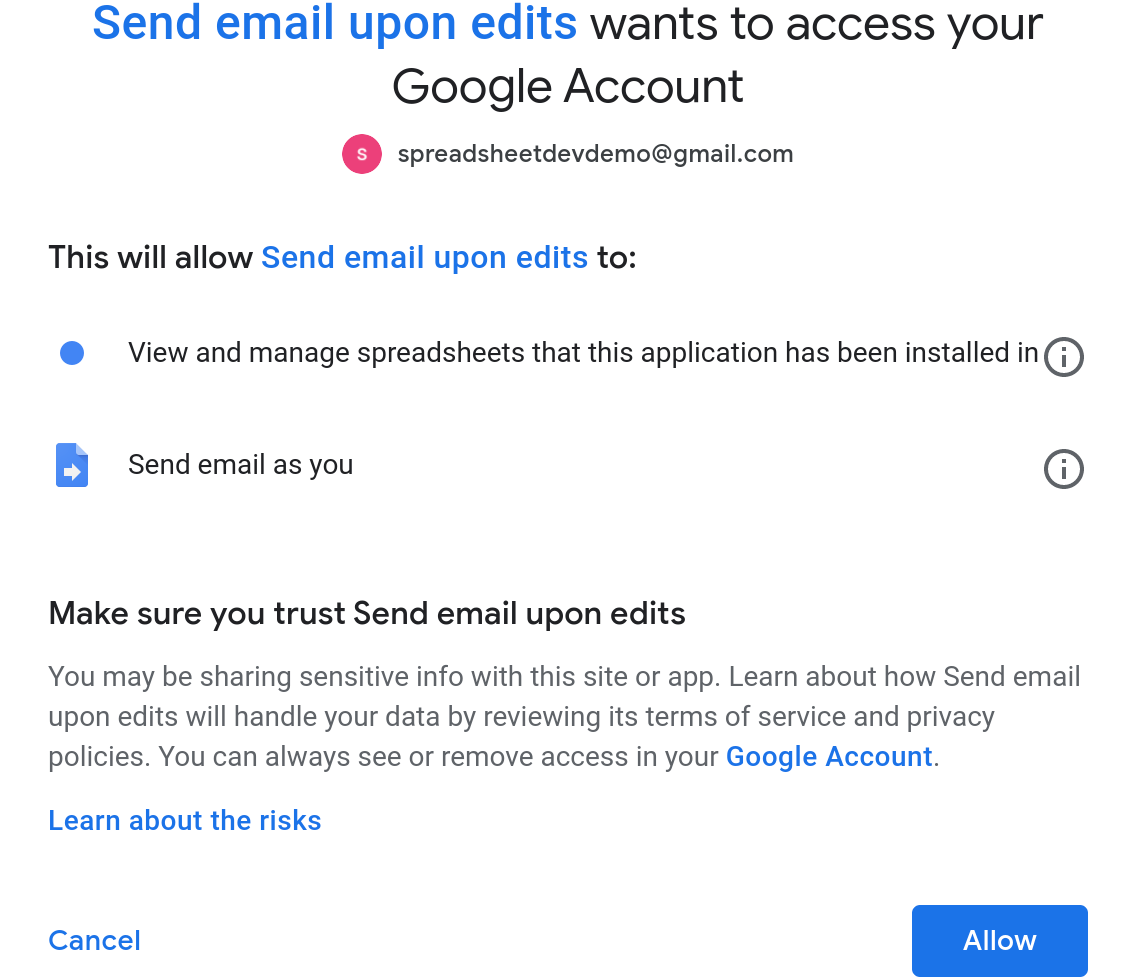 Send email upon edits wants to access your
Google Account
S spreadsheetdevdemo@gmail.com
This will allow Send email upon edits to:
View and manage spreadsheets that this application has been installed in
Send email as you
Make sure you trust Send email upon edits
You may be sharing sensitive info with this site or app. Learn about how Send email
upon edits will handle your data by reviewing its terms of service and privacy
policies. You can always see or remove access in your Google Account.
Learn about the risks
Cancel Allow